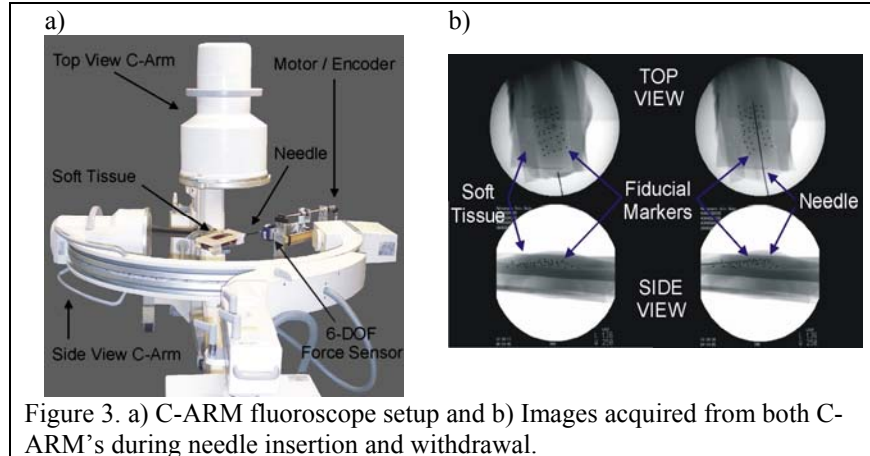 a)
b)
Top View C-Arm
Motor / Encoder
Needle
Soft Tissue
Side View C-Arm
6-DOF
Force Sensor
TOP
VIEW
Soft
Tissue
Fiducial
Markers
Needle
SIDE
VIEW
Figure 3. a) C-ARM fluoroscope setup and b) Images acquired from both C-
ARM's during needle insertion and withdrawal.